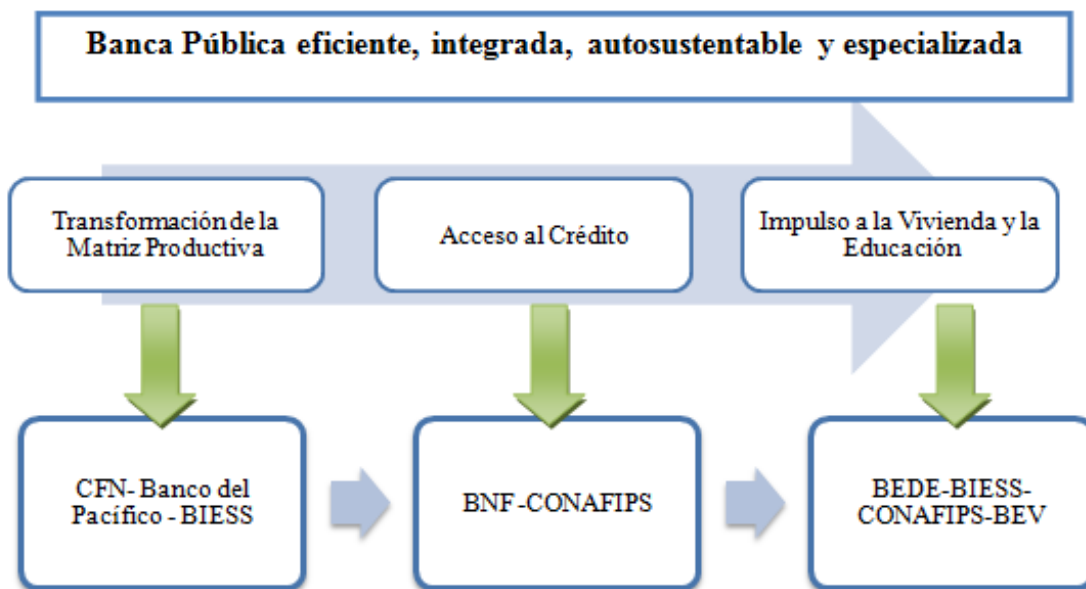 Banca Pública eficiente, integrada, autosustentable y especializada
Transformación de la
Matriz Productiva
Acceso al Crédito
Impulso a la Vivienda y la
Educación
CFN- Banco del
Pacífico - BIESS
BNF -CONAFIPS
BEDE-BIESS-
CONAFIPS-BEV